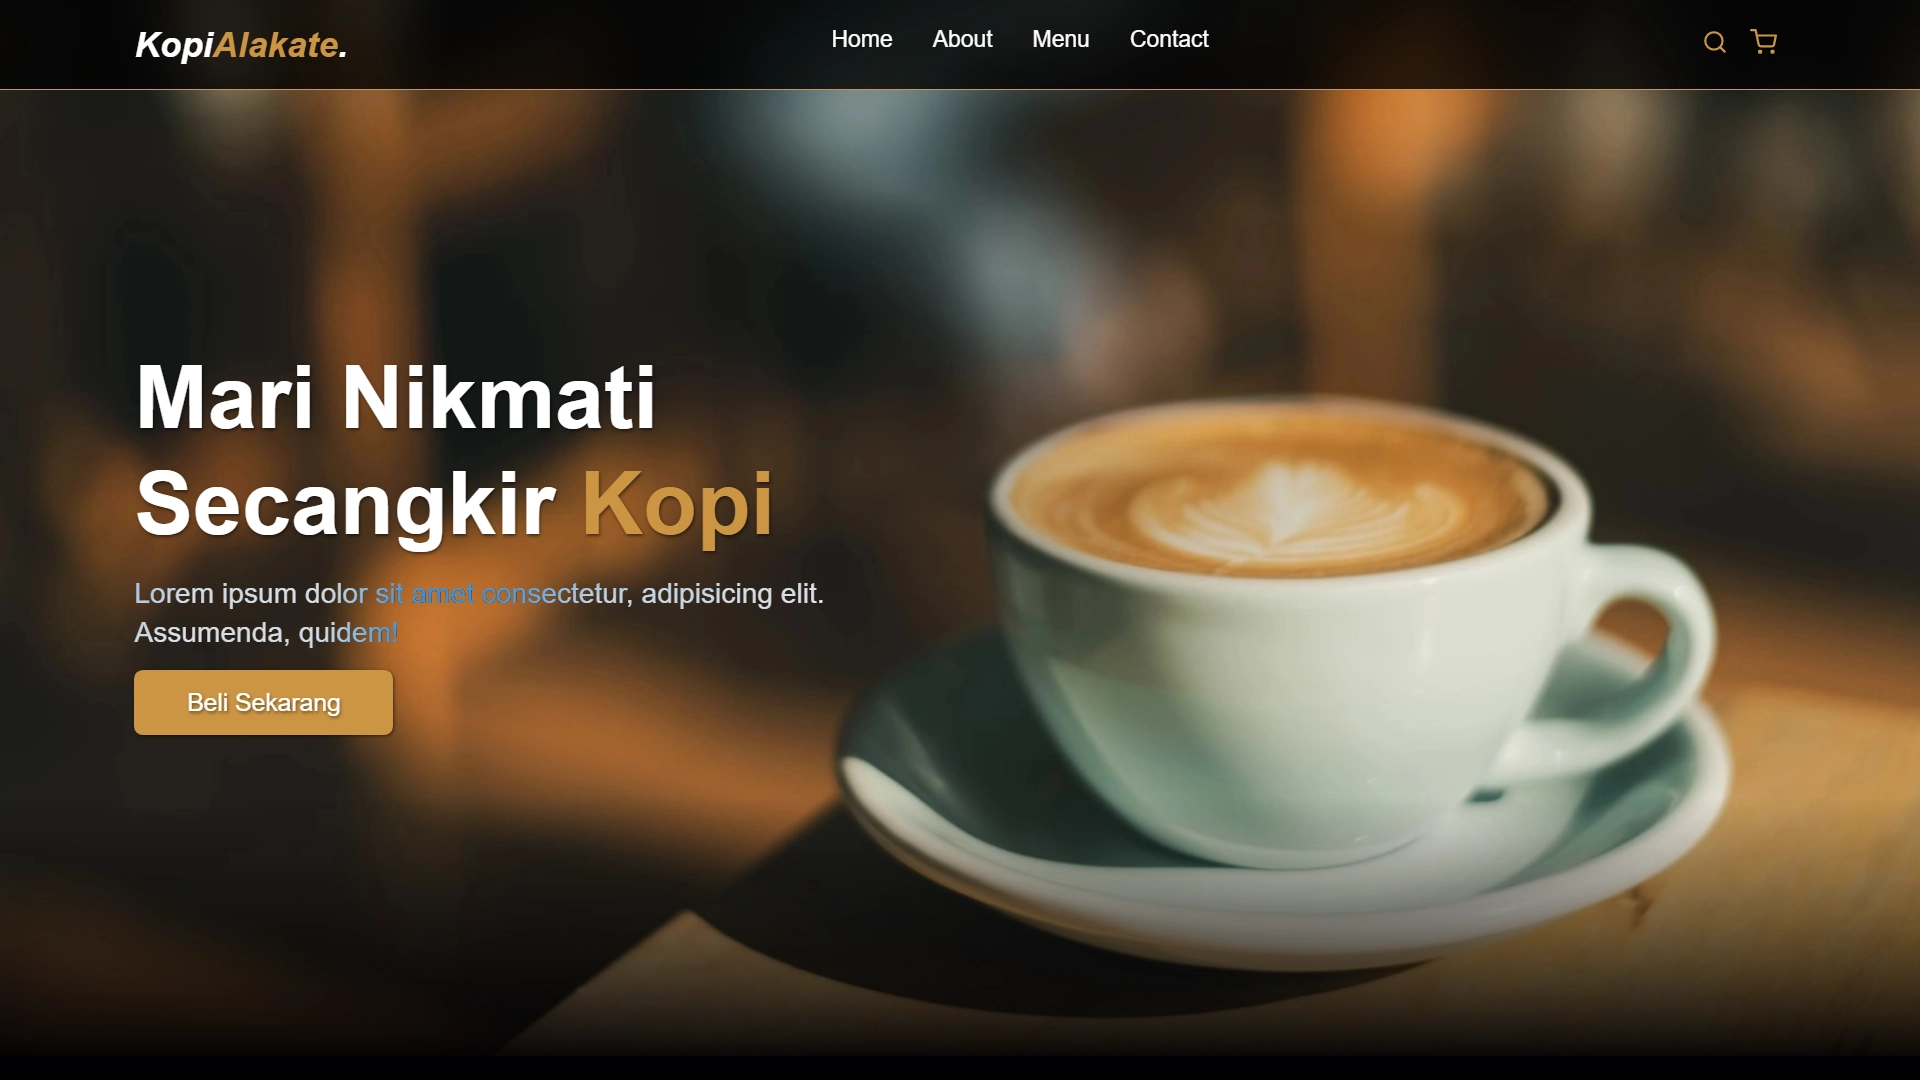 KopiAlakate.
Home About Menu Contact
Mari Nikmati
Secangkir Kopi
Lorem ipsum dolor sit amet consectetur, adipisicing elit.
Assumenda, quidem!
Beli Sekarang